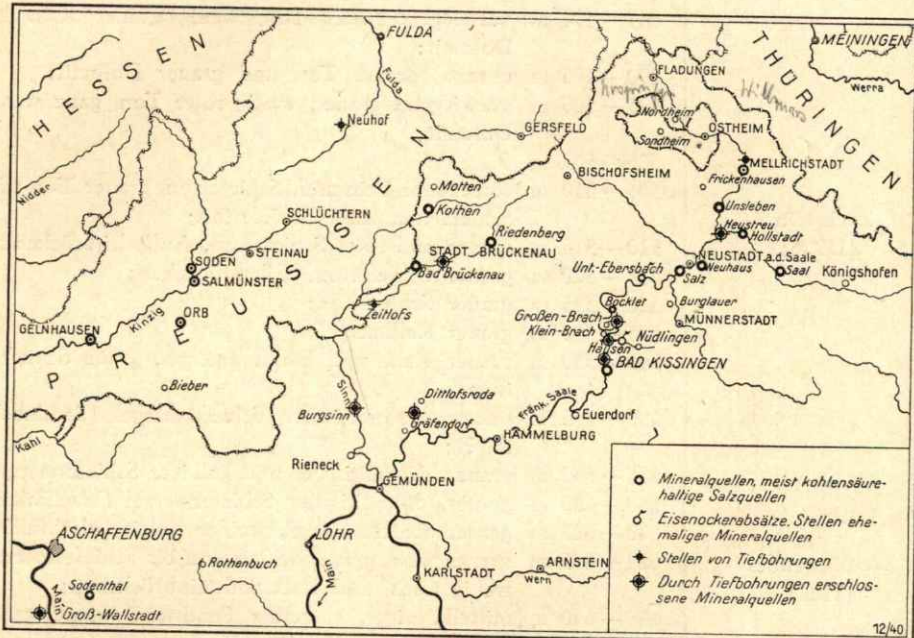 HESSEN
FULDA
Fulda
THÜRINGEN
MEININGEN
Werra
FLADUNGEN
Nordheim
Sondheim
OSTHEIM
Neuhof
GERSFELD
BISCHOFSHEIM
MELLRICHSTADT
Frickenhausen
Nidder
Motten
Kothen
Unsleben
SCHLÜCHTERN
Riedenberg
Heustreu
Hollstadt
STEINAU
STADT BRÜCKENAU
Bad Brückenau
NEUSTADT a.d. Saale
Neuhaus
SODEN
SALMÜNSTER
Unt.-Ebersbach
Salz
Saal
Königshofen
PREUSSEN
Zeitlofs
Bocklet
Burglauer
Kinzig
ORB
Großen-Brach
MÜNNERSTADT
GELNHAUSEN
Klein-Brach
Nüdlingen
Hausen
BAD KISSINGEN
Bieber
Sinn
Dittlofsroda
Fränk. Saale
Burgsinn
Gräfendorf
Euerdorf
Kahl
HAMMELBURG
Rieneck
GEMÜNDEN
ASCHAFFENBURG
LOHR
Main
Rothenbuch
KARLSTADT
ARNSTEIN
Wern
Sodenthal
Main
Groß-Wallstadt
Mineralquellen, meist kohlensäure-
haltige Salzquellen
Eisenockerabsätze, Stellen ehe-
maliger Mineralquellen
Stellen von Tiefbohrungen
Durch Tiefbohrungen erschlos-
sene Mineralquellen
12/40